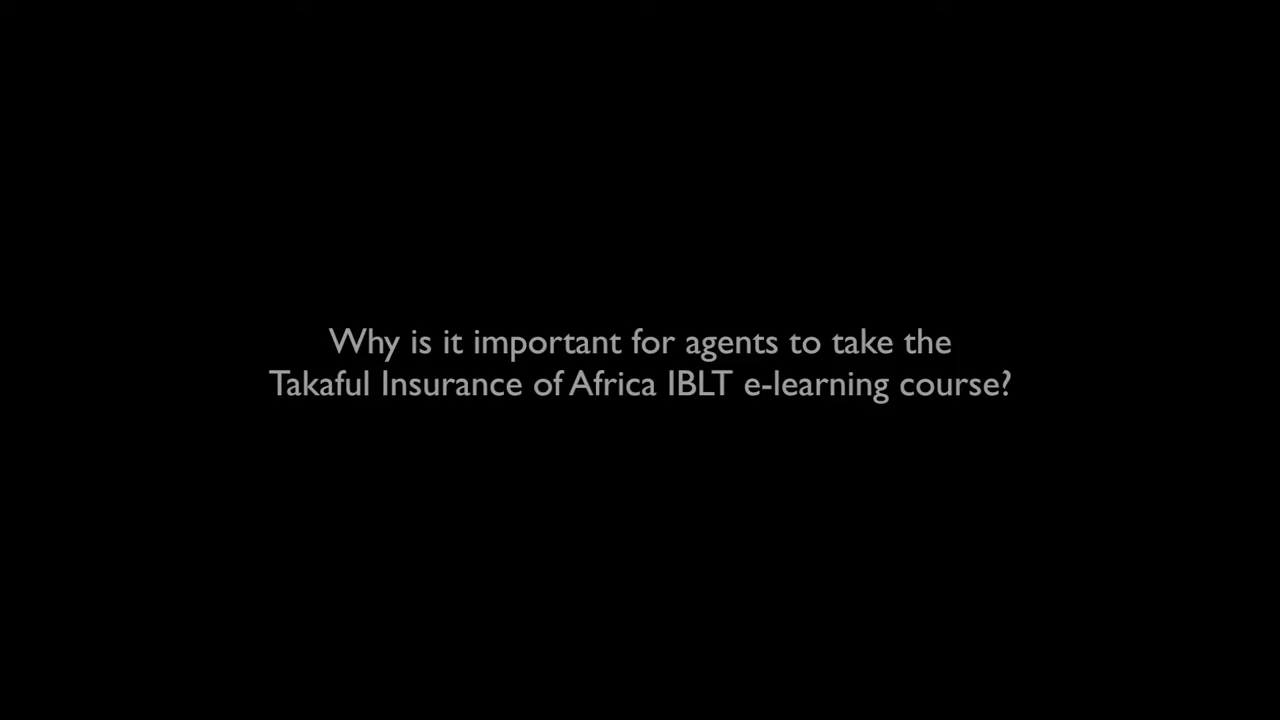 Why is it important for agents to take the
Takaful Insurance of Africa IBLT e-learning course?